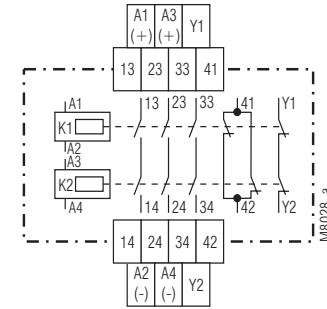 A1 (+) A3 (+) Y1
13 23 33 41
A1 13 23 33 41 Y1
K1
A2
A3
K2
A4 14 24 34 42 Y2
14 24 34 42
A2 (-) A4 (-) Y2
M8028_a